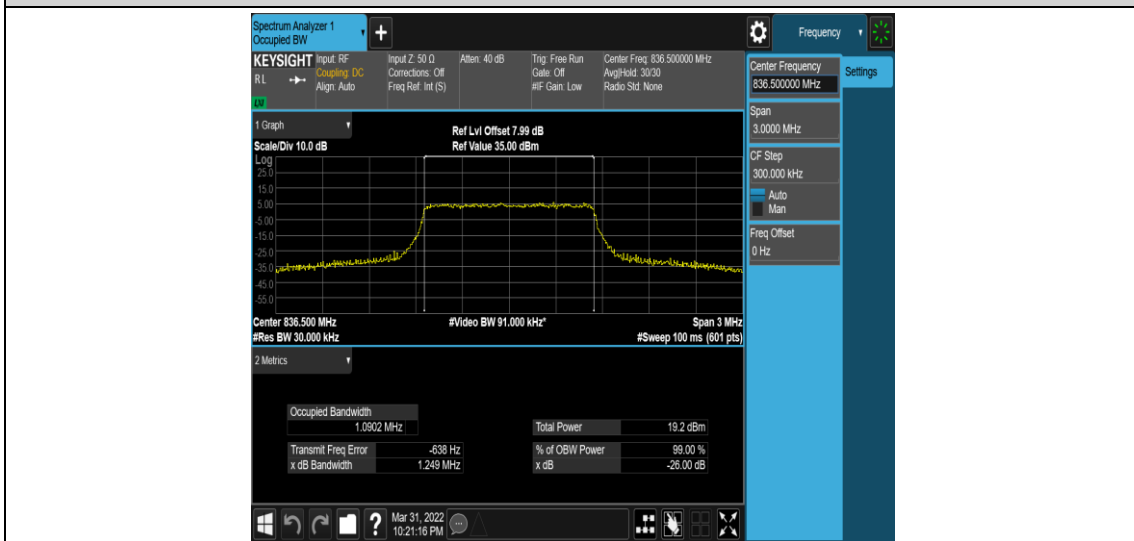 Spectrum Analyzer 1
Occupied BW
+
Frequency
KEYSIGHT
RL
LXI
Input: RF
Coupling: DC
Align: Auto
Input Z: 50 Ω
Corrections: Off
Freq Ref: Int (S)
Atten: 40 dB
Trig: Free Run
Gate: Off
#IF Gain: Low
Center Freq: 836.500000 MHz
Avg|Hold: 30/30
Radio Std: None
Center Frequency
836.500000 MHz
Settings
Span
3.0000 MHz
CF Step
300.000 kHz
Auto
Man
Freq Offset
0 Hz
1 Graph
Scale/Div 10.0 dB
Ref Lvl Offset 7.99 dB
Ref Value 35.00 dBm
Log
25.0
15.0
5.00
-5.00
-15.0
-25.0
-35.0
-45.0
-55.0
Center 836.500 MHz
#Video BW 91.000 kHz*
Span 3 MHz
#Res BW 30.000 kHz
#Sweep 100 ms (601 pts)
2 Metrics
Occupied Bandwidth
1.0902 MHz
Total Power 19.2 dBm
Transmit Freq Error -638 Hz
% of OBW Power 99.00 %
x dB Bandwidth 1.249 MHz
x dB -26.00 dB
?
Mar 31, 2022
10:21:16 PM